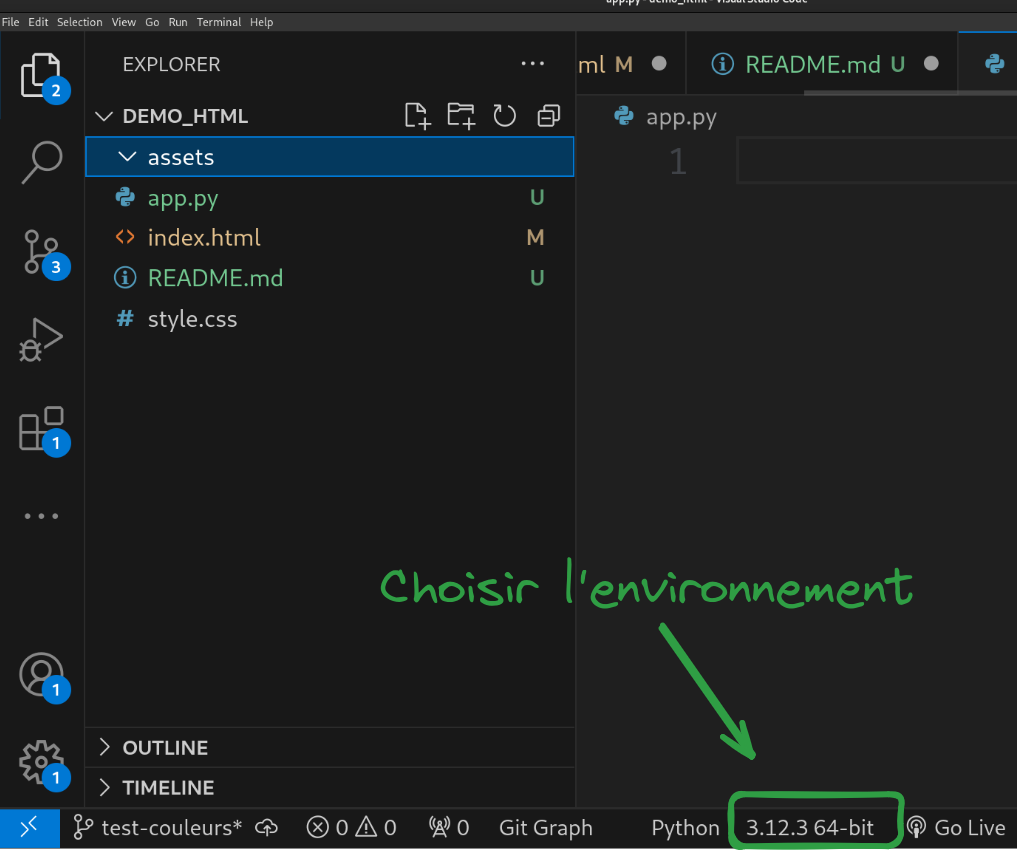 app.py - demo_html - Visual Studio Code
File Edit Selection View Go Run Terminal Help
EXPLORER ...
ml M README.md U
2
DEMO_HTML
app.py
assets
1
app.py U
index.html M
3
README.md U
# style.css
1
...
Choisir l'environnement
1
OUTLINE
1
TIMELINE
test-couleurs* 0 0 0 Git Graph Python 3.12.3 64-bit Go Live